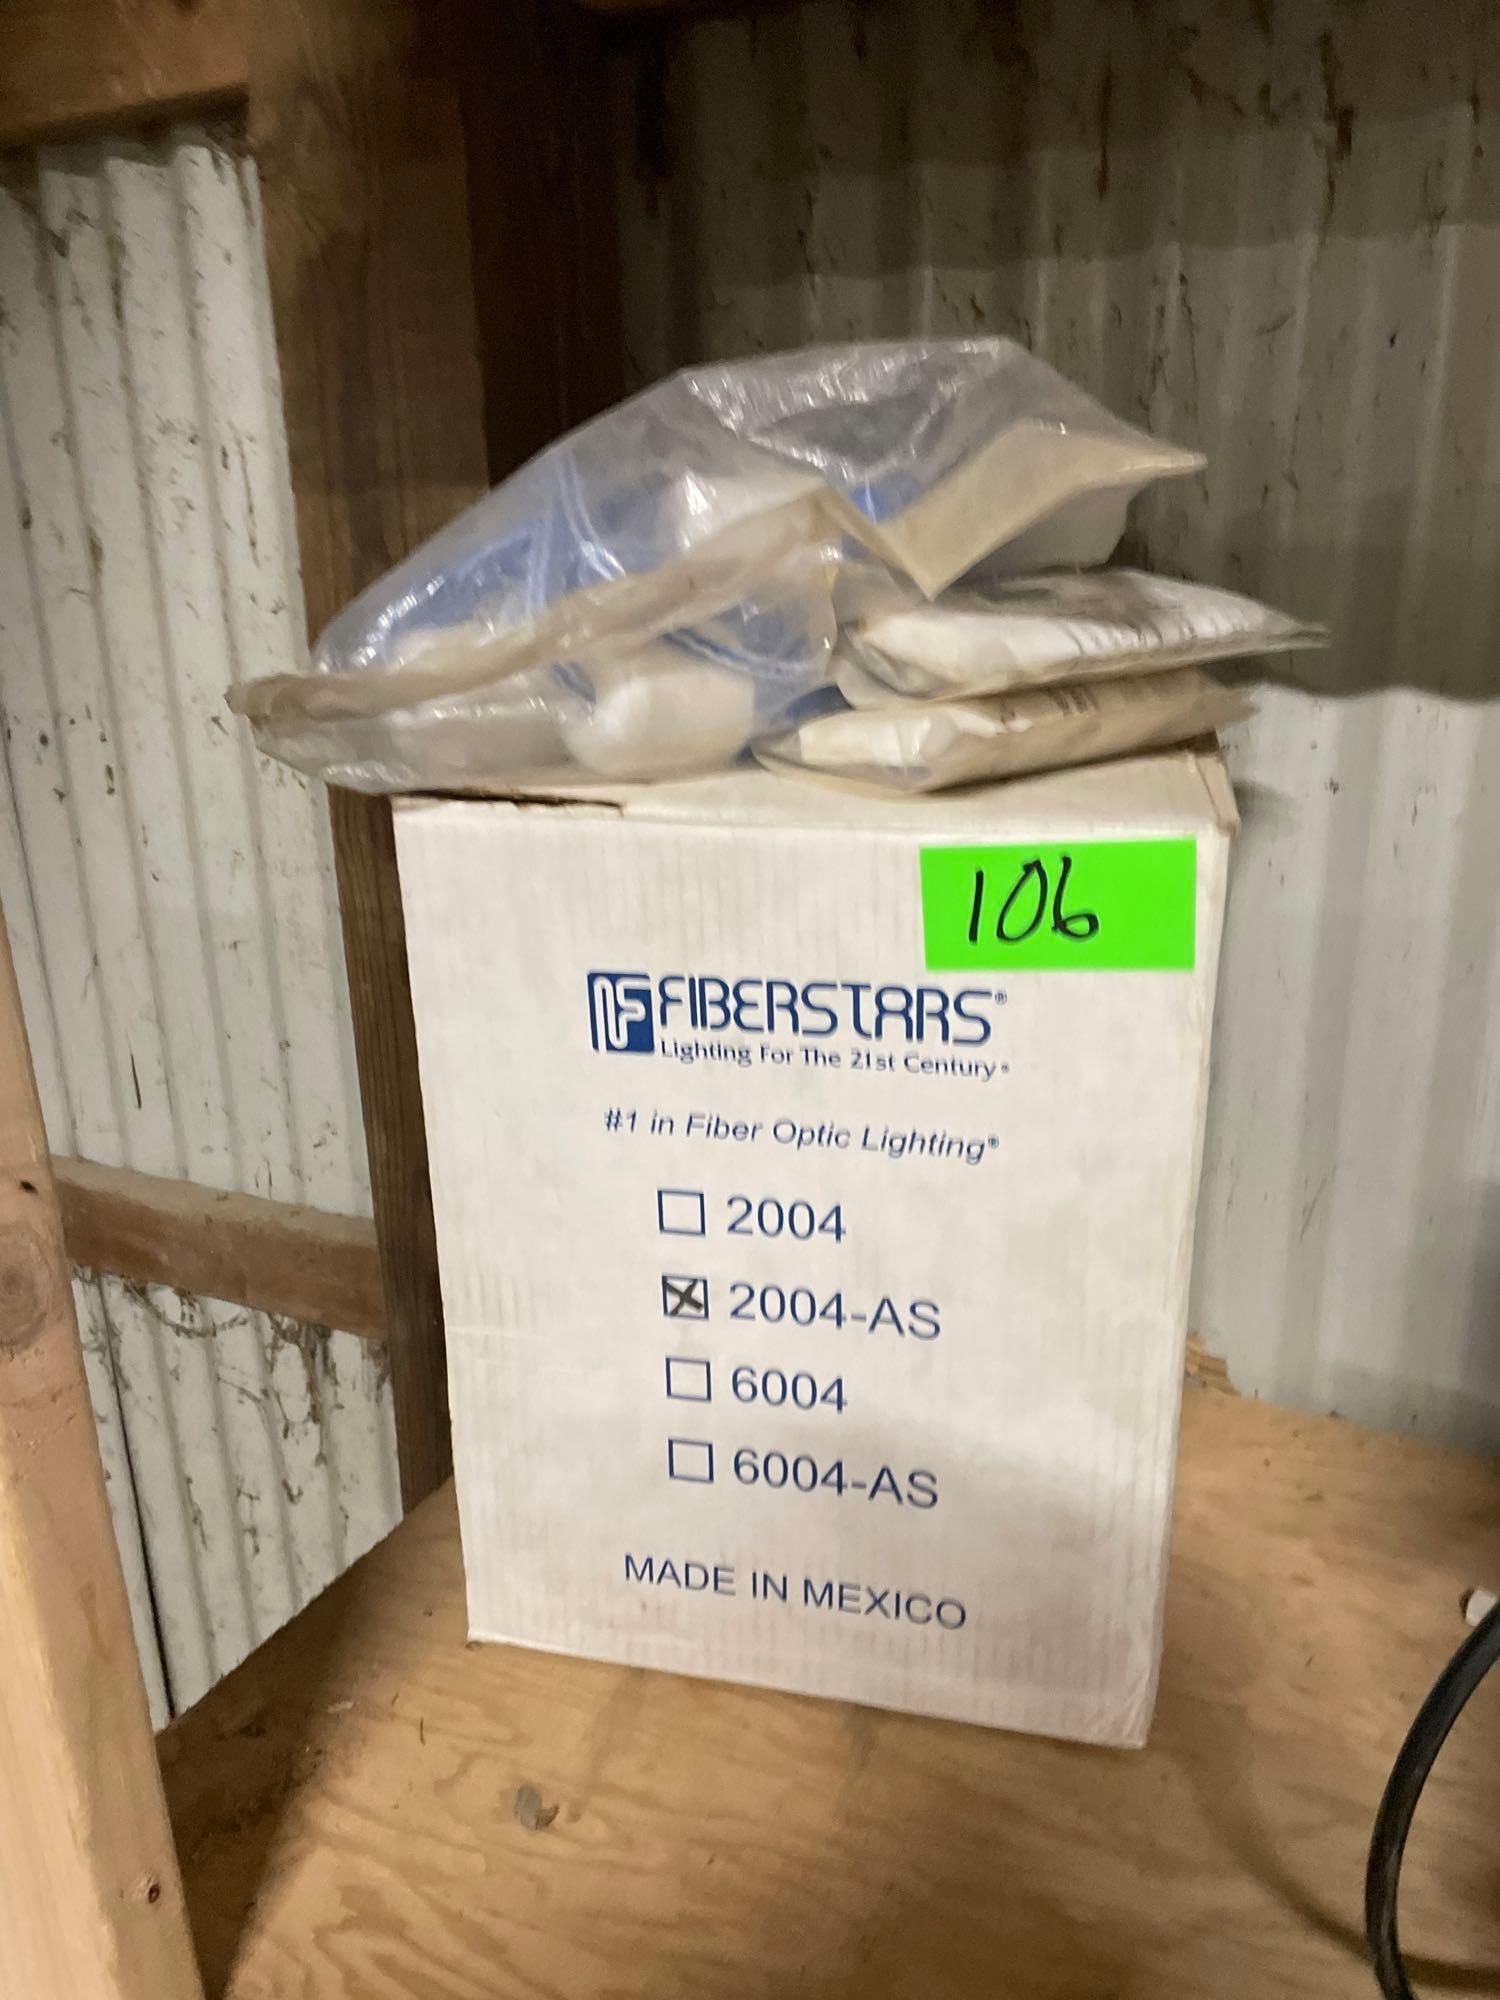 106
FIBERSTARS®
Lighting For The 21st Century®
#1 in Fiber Optic Lighting®
2004
2004-AS
6004
6004-AS
MADE IN MEXICO